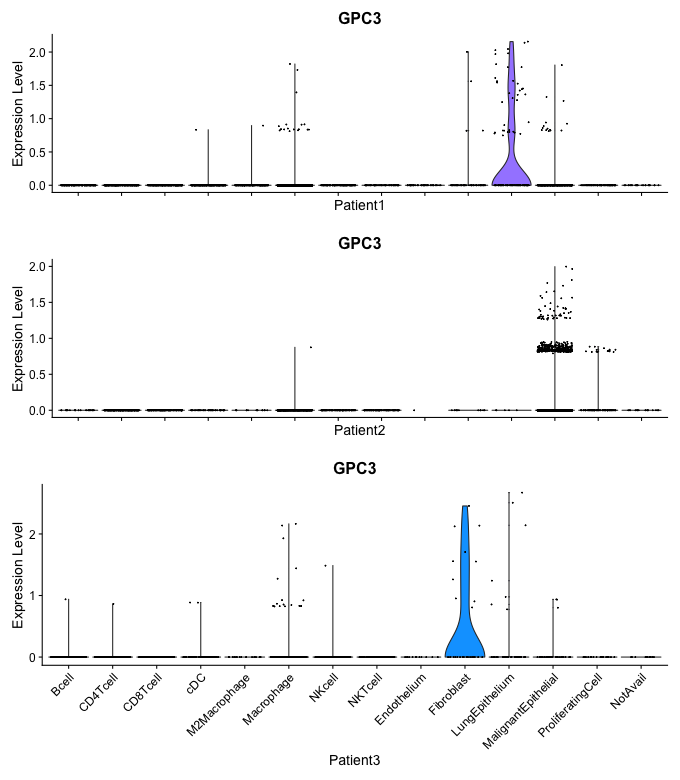 GPC3
Expression Level
2.0
1.5
1.0
0.5
0.0
Patient1
GPC3
Expression Level
2.0
1.5
1.0
0.5
0.0
Patient2
GPC3
Expression Level
2
1
0
Bcell
CD4Tcell
CD8Tcell
cDC
M2Macrophage
Macrophage
NKcell
NKTcell
Endothelium
Fibroblast
LungEpithelium
MalignantEpithelial
ProliferatingCell
NotAvail
Patient3